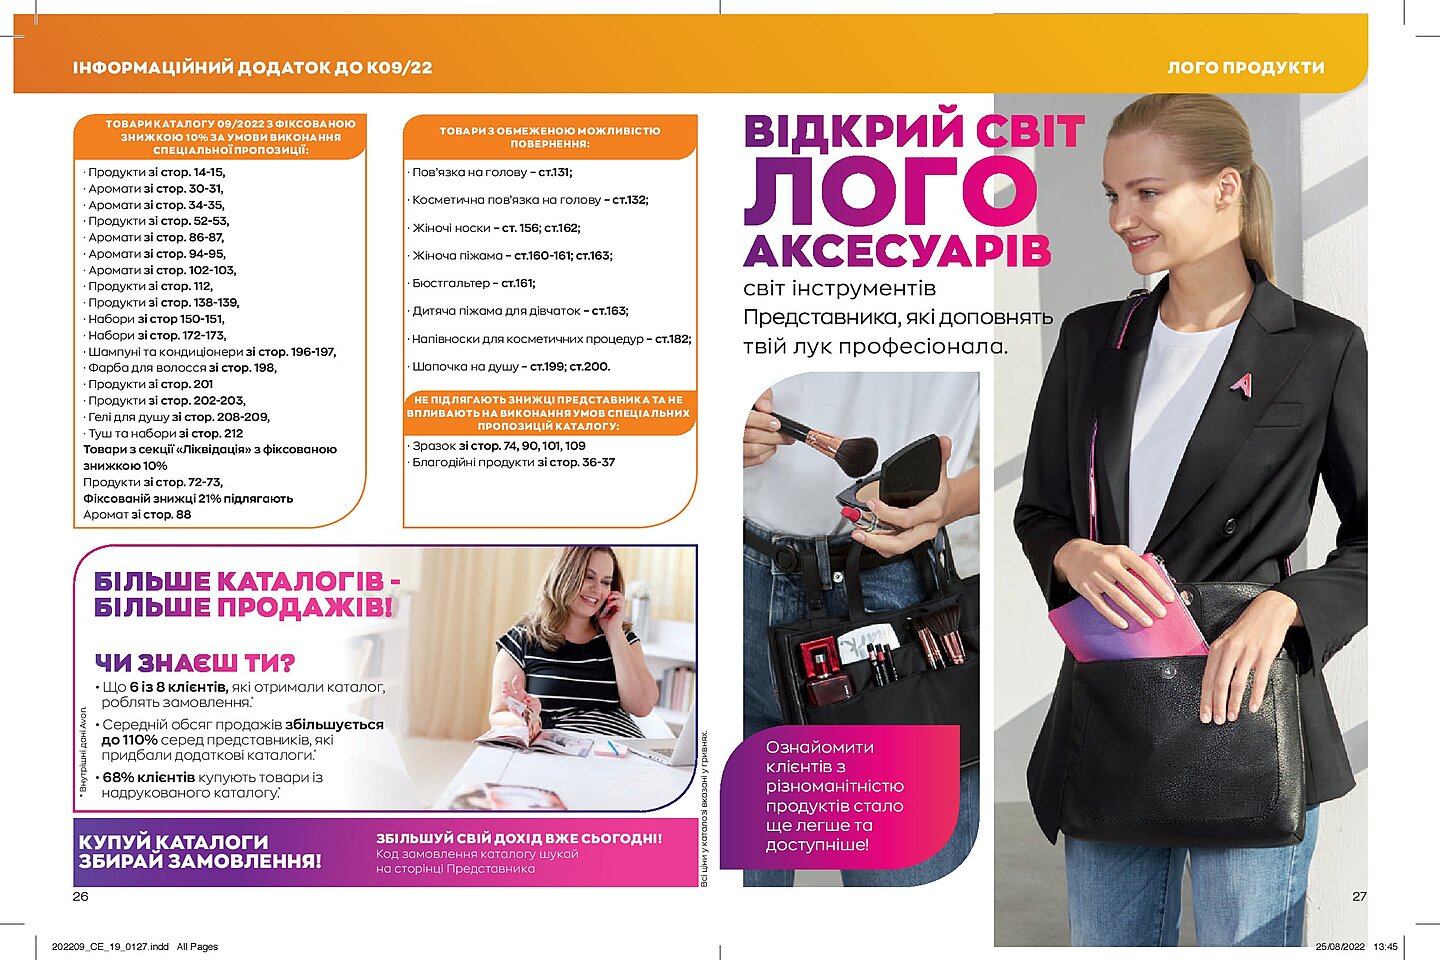 ІНФОРМАЦІЙНИЙ ДОДАТОК ДО К09/22
ТОВАРИ КАТАЛОГУ 09/2022 З ФІКСОВАНОЮ
ЗНИЖКОЮ 10% ЗА УМОВИ ВИКОНАННЯ
СПЕЦІАЛЬНОЇ ПРОПОЗИЦІЇ:
· Продукти зі стор. 14-15,
· Аромати зі стор. 30-31,
· Аромати зі стор. 34-35,
· Продукти зі стор. 52-53,
· Аромати зі стор. 86-87,
· Аромати зі стор. 94-95,
· Аромати зі стор. 102-103,
· Продукти зі стор. 112,
· Продукти зі стор. 138-139,
· Набори зі стор 150-151,
· Набори зі стор. 172-173,
· Шампуні та кондиціонери зі стор. 196-197,
· Фарба для волосся зі стор. 198,
· Продукти зі стор. 201
· Продукти зі стор. 202-203,
· Гелі для душу зі стор. 208-209,
· Туш та набори зі стор. 212
Товари з секції «Ліквідація» з фіксованою
знижкою 10%
Продукти зі стор. 72-73,
Фіксованій знижці 21% підлягають
Аромат зі стор. 88
ТОВАРИ З ОБМЕЖЕНОЮ МОЖЛИВІСТЮ
ПОВЕРНЕННЯ:
· Пов'язка на голову – ст.131;
· Косметична пов'язка на голову – ст.132;
· Жіночі носки – ст. 156; ст.162;
· Жіноча піжама – ст.160-161; ст.163;
· Бюстгальтер – ст.161;
· Дитяча піжама для дівчаток – ст.163;
· Напівноски для косметичних процедур – ст.182;
· Шапочка на душу – ст.199; ст.200.
НЕ ПІДЛЯГАЮТЬ ЗНИЖЦІ ПРЕДСТАВНИКА ТА НЕ
ВПЛИВАЮТЬ НА ВИКОНАННЯ УМОВ СПЕЦІАЛЬНИХ
ПРОПОЗИЦІЙ КАТАЛОГУ:
· Зразок зі стор. 74, 90, 101, 109
· Благодійні продукти зі стор. 36-37
БІЛЬШЕ КАТАЛОГІВ -
БІЛЬШЕ ПРОДАЖІВ!
ЧИ ЗНАЄШ ТИ?
• Що 6 із 8 клієнтів, які отримали каталог,
роблять замовлення.*
• Середній обсяг продажів збільшується
до 110% серед представників, які
придбали додаткові каталоги.*
• 68% клієнтів купують товари із
надрукованого каталогу.*
* Внутрішні дані Avon.
КУПУЙ КАТАЛОГИ
ЗБИРАЙ ЗАМОВЛЕННЯ!
ЗБІЛЬШУЙ СВІЙ ДОХІД ВЖЕ СЬОГОДНІ!
Код замовлення каталогу шукай
на сторінці Представника
Всі ціни у каталозі вказані у гривнях.
26
ЛОГО ПРОДУКТИ
ВІДКРИЙ СВІТ
ЛОГО
АКСЕСУАРІВ
світ інструментів
Представника, які доповнять
твій лук професіонала.
mark.
Ознайомити
клієнтів з
різноманітністю
продуктів стало
ще легше та
доступніше!
27
202209_CE_19_0127.indd All Pages
25/08/2022 13:45